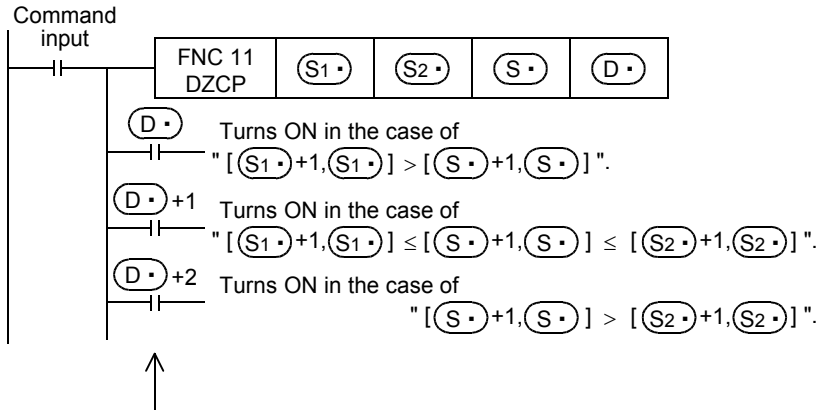 Command
input
FNC 11
DZCP
S1・
S2・
S・
D・
D・
Turns ON in the case of
" [S1・+1,S1・] > [S・+1,S・] ".
D・+1
Turns ON in the case of
" [S1・+1,S1・] ≤ [S・+1,S・] ≤ [S2・+1,S2・] ".
D・+2
Turns ON in the case of
" [S・+1,S・] > [S2・+1,S2・] ".